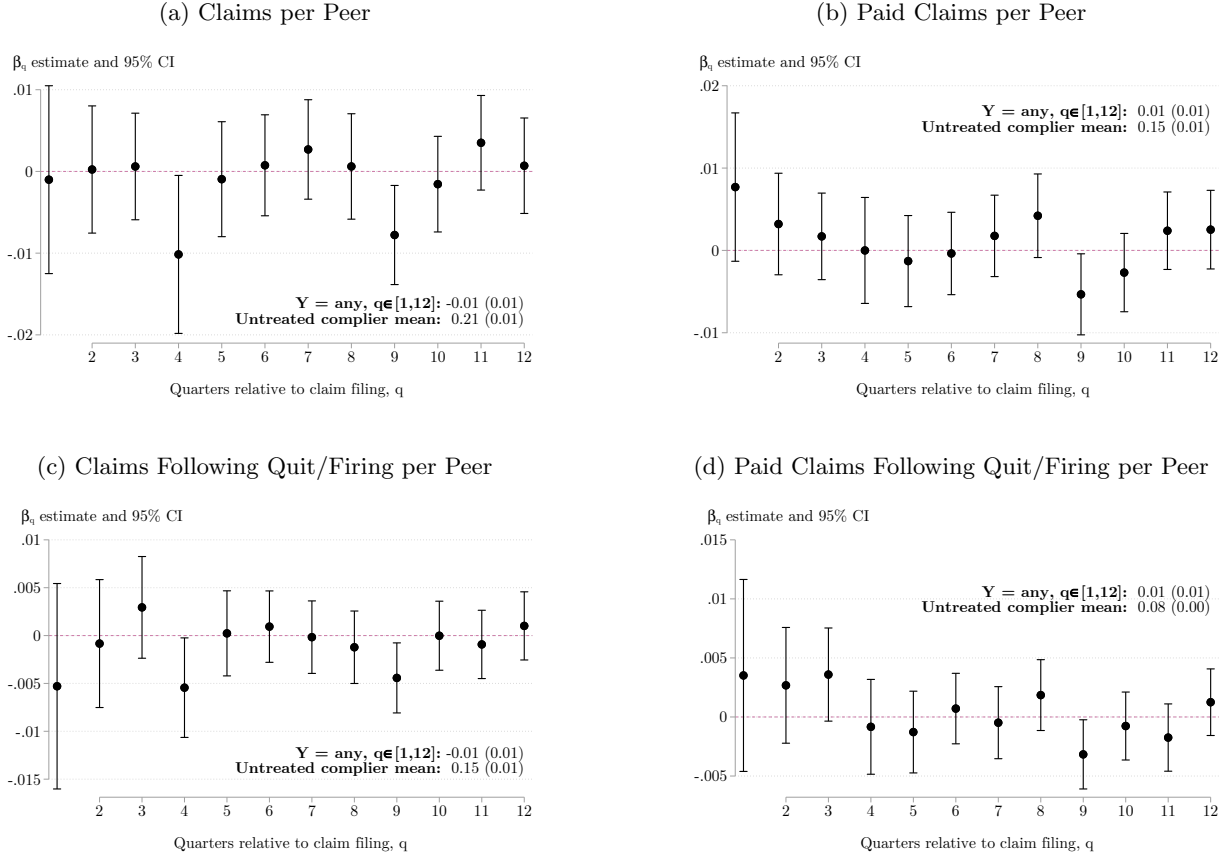 (a) Claims per Peer
βq estimate and 95% CI
.01
0
-.01
-.02
Y = any, q∈[1,12]: -0.01 (0.01)
Untreated complier mean: 0.21 (0.01)
2 3 4 5 6 7 8 9 10 11 12
Quarters relative to claim filing, q
(b) Paid Claims per Peer
βq estimate and 95% CI
.02
.01
0
-.01
Y = any, q∈[1,12]: 0.01 (0.01)
Untreated complier mean: 0.15 (0.01)
2 3 4 5 6 7 8 9 10 11 12
Quarters relative to claim filing, q
(c) Claims Following Quit/Firing per Peer
βq estimate and 95% CI
.01
.005
0
-.005
-.01
-.015
Y = any, q∈[1,12]: -0.01 (0.01)
Untreated complier mean: 0.15 (0.01)
2 3 4 5 6 7 8 9 10 11 12
Quarters relative to claim filing, q
(d) Paid Claims Following Quit/Firing per Peer
βq estimate and 95% CI
.015
.01
.005
0
-.005
Y = any, q∈[1,12]: 0.01 (0.01)
Untreated complier mean: 0.08 (0.00)
2 3 4 5 6 7 8 9 10 11 12
Quarters relative to claim filing, q